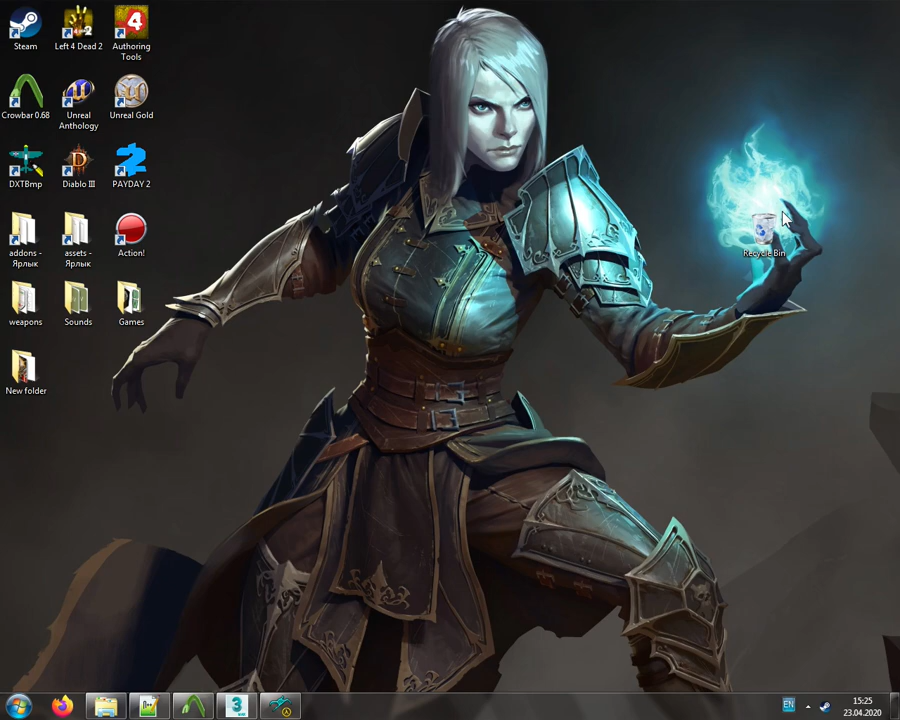 Steam
Left 4 Dead 2
Authoring
Tools
Crowbar 0.68
Unreal
Anthology
Unreal Gold
DXTBmp
Diablo III
PAYDAY 2
addons -
Ярлык
assets -
Ярлык
Action!
weapons
Sounds
Games
New folder
Recycle Bin
EN
15:25
23.04.2020